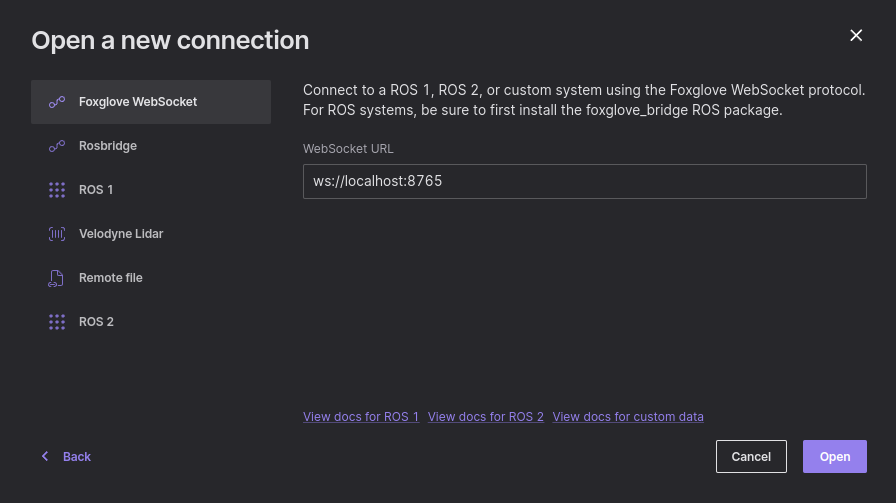 Open a new connection
Foxglove WebSocket
Rosbridge
ROS 1
Velodyne Lidar
Remote file
ROS 2
Connect to a ROS 1, ROS 2, or custom system using the Foxglove WebSocket protocol.
For ROS systems, be sure to first install the foxglove_bridge ROS package.
WebSocket URL
ws://localhost:8765
View docs for ROS 1 View docs for ROS 2 View docs for custom data
Back
Cancel
Open